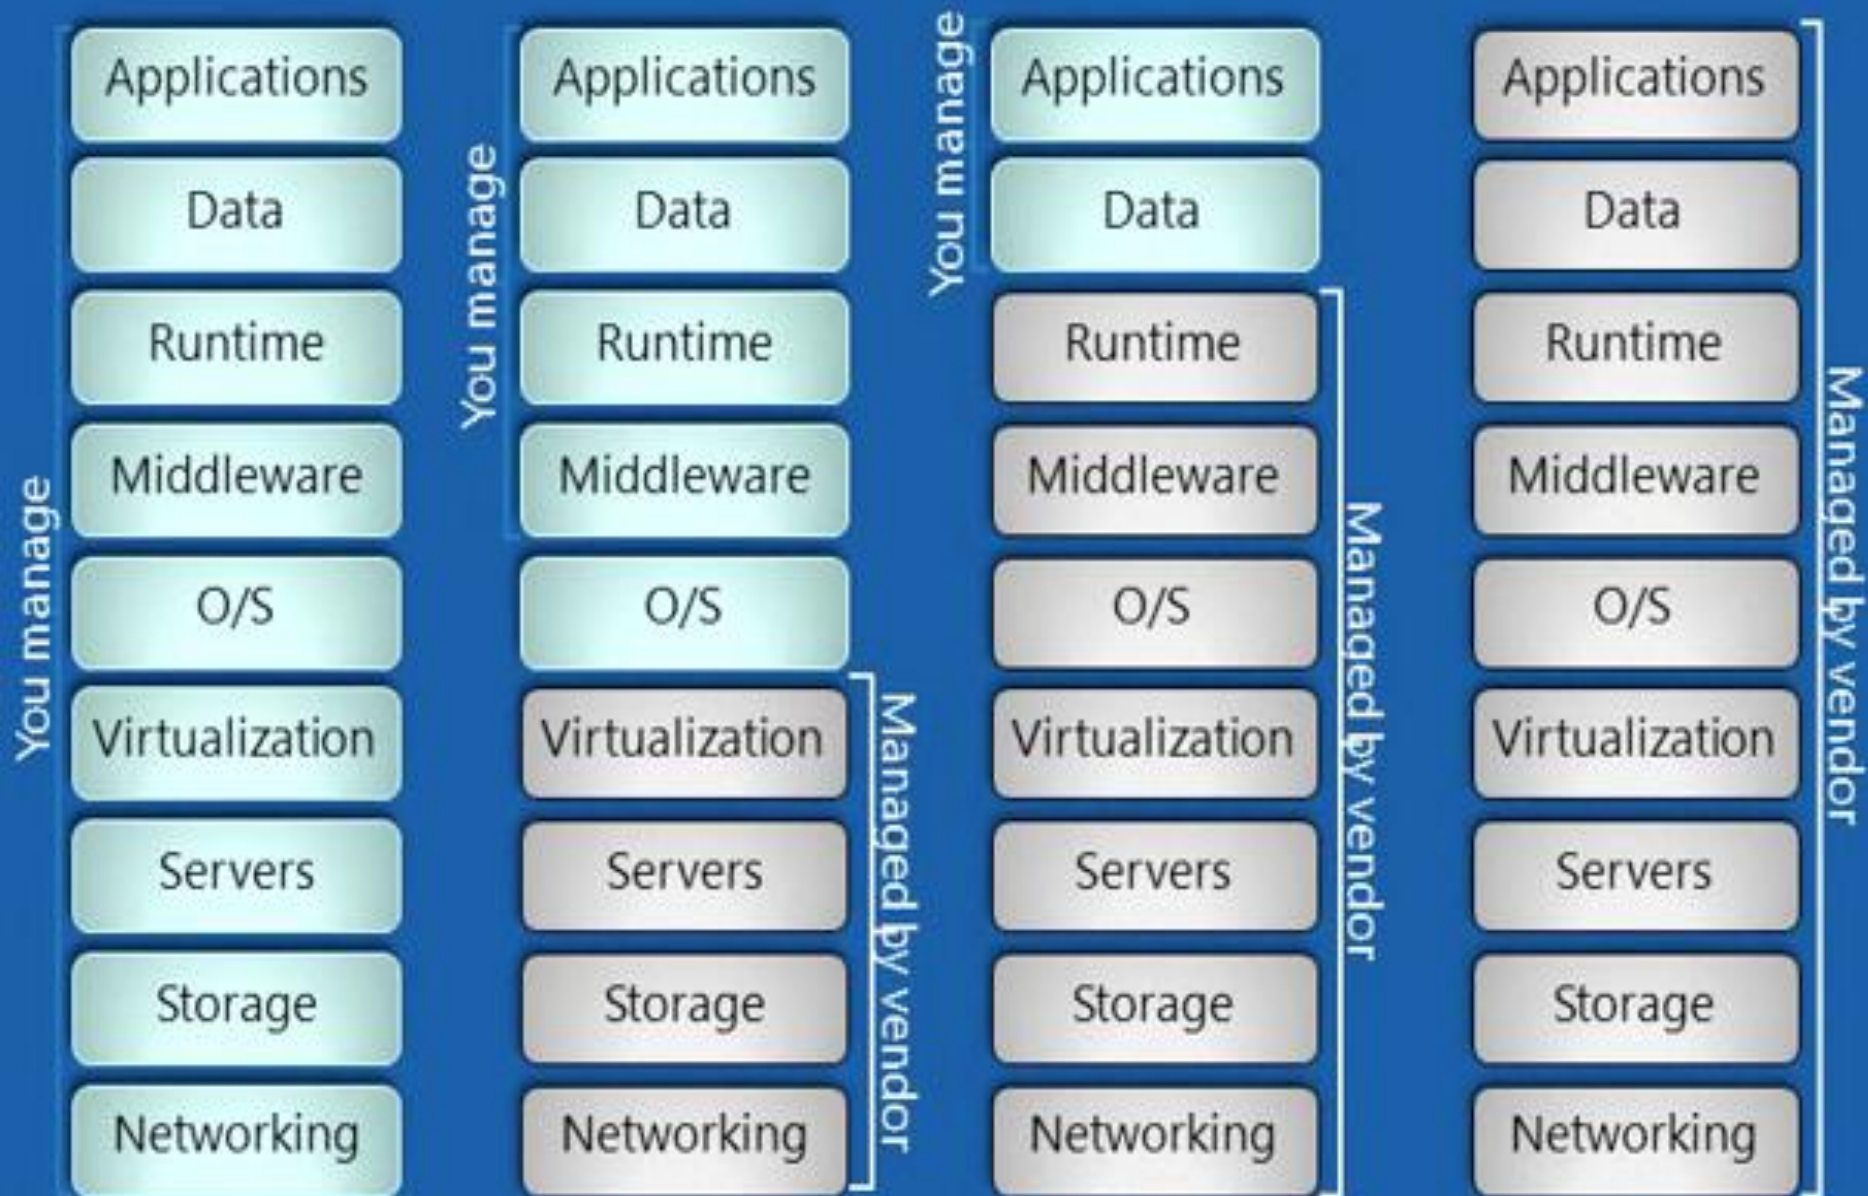 You manage
Applications
Data
Runtime
Middleware
O/S
Virtualization
Servers
Storage
Networking
You manage
Applications
Data
Runtime
Middleware
O/S
Virtualization
Servers
Storage
Networking
Managed by vendor
You manage
Applications
Data
Runtime
Middleware
O/S
Virtualization
Servers
Storage
Networking
Managed by vendor
Applications
Data
Runtime
Middleware
O/S
Virtualization
Servers
Storage
Networking
Managed by vendor